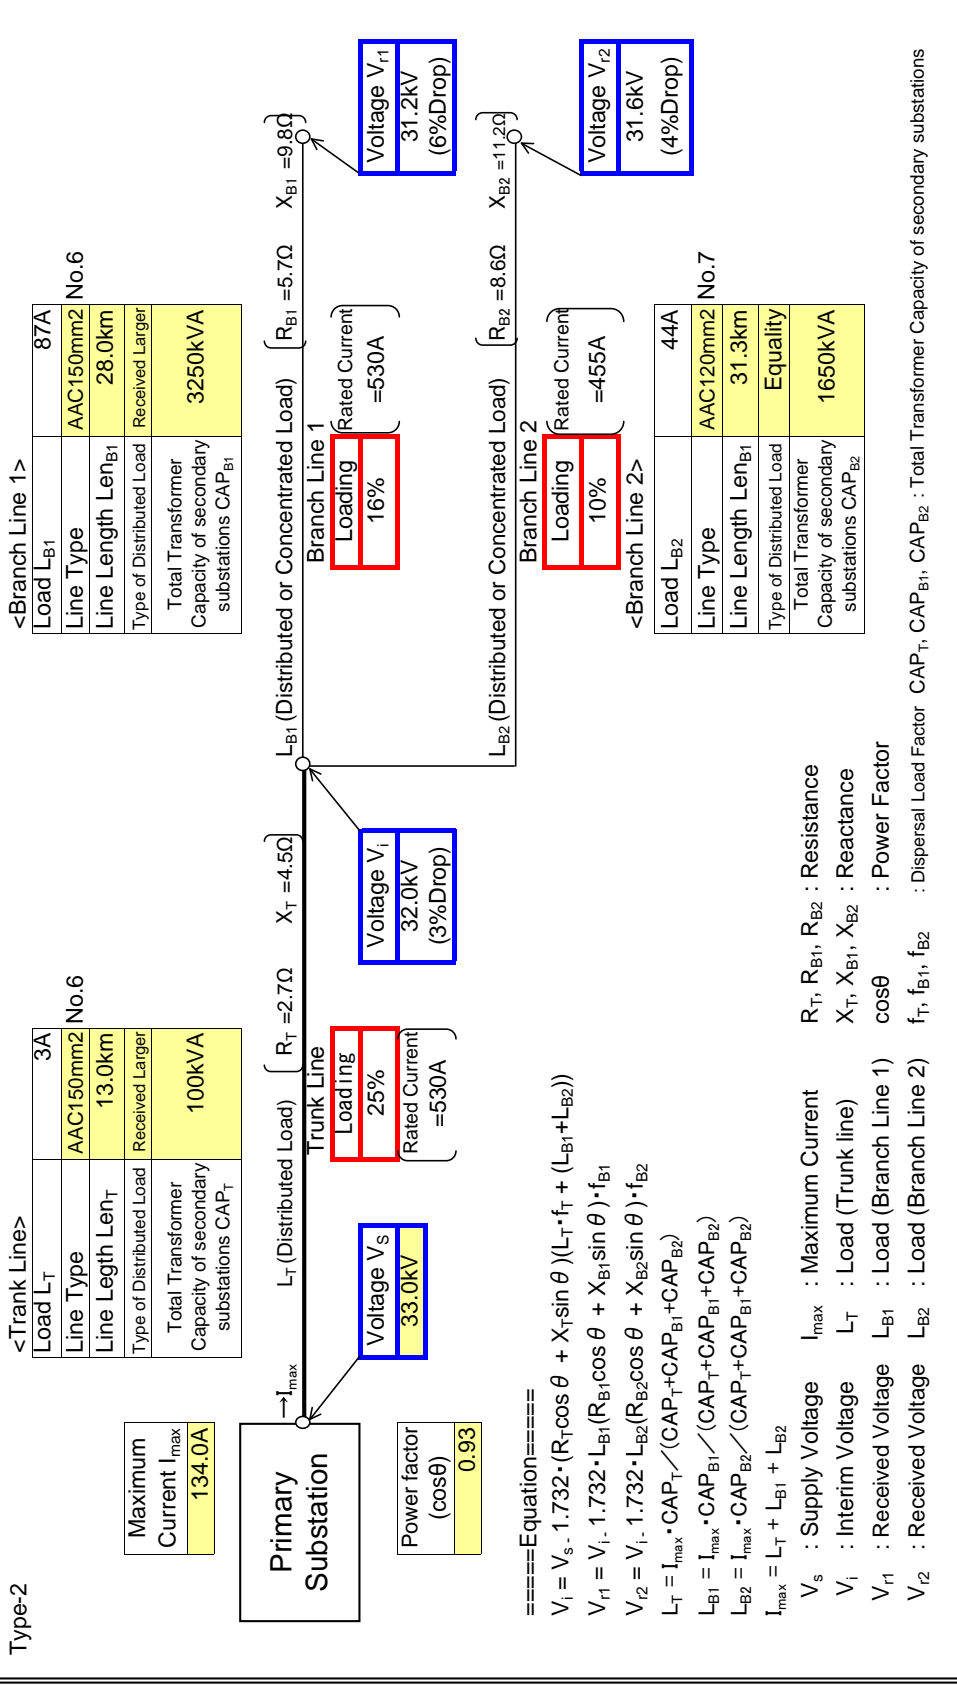 Type-2
<Trank Line>
Load LT 3A
Line Type AAC150mm2 No.6
Line Legth LenT 13.0km
Type of Distributed Load Received Larger
Total Transformer
Capacity of secondary
substations CAPT
100kVA
<Branch Line 1>
Load LB1 87A
Line Type AAC150mm2 No.6
Line Length LenB1 28.0km
Type of Distributed Load Received Larger
Total Transformer
Capacity of secondary
substations CAPB1
3250kVA
Maximum
Current Imax
134.0A
Primary
Substation
→Imax
LT (Distributed Load)
RT =2.7Ω XT =4.5Ω
LB1 (Distributed or Concentrated Load)
RB1 =5.7Ω XB1 =9.8Ω
Trunk Line
Loading
25%
Rated Current
=530A
Branch Line 1
Loading
16%
Rated Current
=530A
Voltage VS
33.0kV
Voltage Vi
32.0kV
(3%Drop)
Voltage Vr1
31.2kV
(6%Drop)
Power factor
(cosθ)
0.93
LB2 (Distributed or Concentrated Load)
RB2 =8.6Ω XB2 =11.2Ω
Branch Line 2
Loading
10%
Rated Current
=455A
Voltage Vr2
31.6kV
(4%Drop)
<Branch Line 2>
Load LB2 44A
Line Type AAC120mm2 No.7
Line Length LenB1 31.3km
Type of Distributed Load Equality
Total Transformer
Capacity of secondary
substations CAPB2
1650kVA
=====Equation=====
Vi = Vs - 1.732・(RTcos θ + XTsin θ )(LT・fT + (LB1+LB2))
Vr1 = Vi - 1.732・LB1(RB1cos θ + XB1sin θ )・fB1
Vr2 = Vi - 1.732・LB2(RB2cos θ + XB2sin θ )・fB2
LT = Imax・CAPT／(CAPT+CAPB1+CAPB2)
LB1 = Imax・CAPB1／(CAPT+CAPB1+CAPB2)
LB2 = Imax・CAPB2／(CAPT+CAPB1+CAPB2)
Imax = LT + LB1 + LB2
Vs : Supply Voltage Imax : Maximum Current RT, RB1, RB2 : Resistance
Vi : Interim Voltage LT : Load (Trunk line) XT, XB1, XB2 : Reactance
Vr1 : Received Voltage LB1 : Load (Branch Line 1) cosθ : Power Factor
Vr2 : Received Voltage LB2 : Load (Branch Line 2) fT, fB1, fB2 : Dispersal Load Factor CAPT, CAPB1, CAPB2 : Total Transformer Capacity of secondary substations